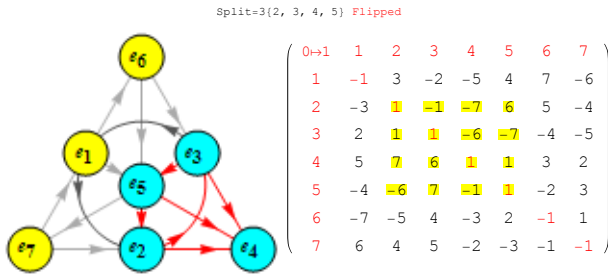 Split=3{2, 3, 4, 5} Flipped
e6
e1
e3
e5
e7
e2
e4
0↦1 1 2 3 4 5 6 7
1 -1 3 -2 -5 4 7 -6
2 -3 1 -1 -7 6 5 -4
3 2 1 1 -6 -7 -4 -5
4 5 7 6 1 1 3 2
5 -4 -6 7 -1 1 -2 3
6 -7 -5 4 -3 2 -1 1
7 6 4 5 -2 -3 -1 -1